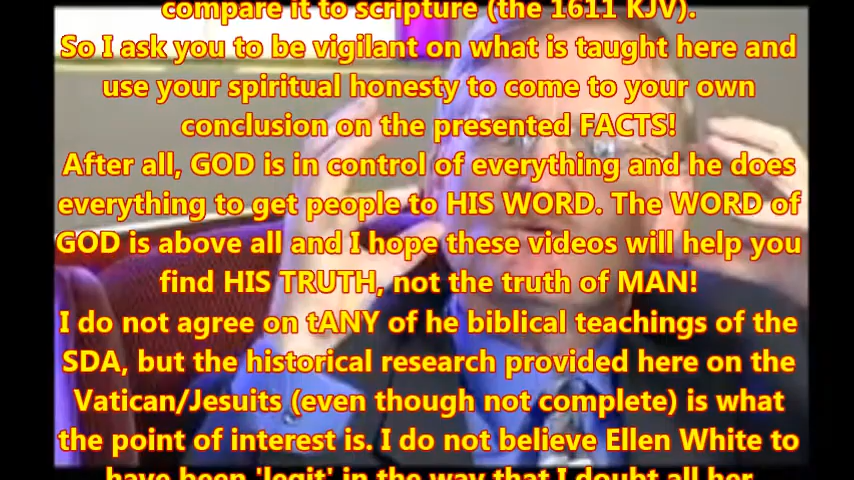 compare it to scripture (the 1611 KJV).
So I ask you to be vigilant on what is taught here and
use your spiritual honesty to come to your own
conclusion on the presented FACTS!
After all, GOD is in control of everything and he does
everything to get people to HIS WORD. The WORD of
GOD is above all and I hope these videos will help you
find HIS TRUTH, not the truth of MAN!
I do not agree on tANY of he biblical teachings of the
SDA, but the historical research provided here on the
Vatican/Jesuits (even though not complete) is what
the point of interest is. I do not believe Ellen White to
have been 'legit' in the way that I doubt all her